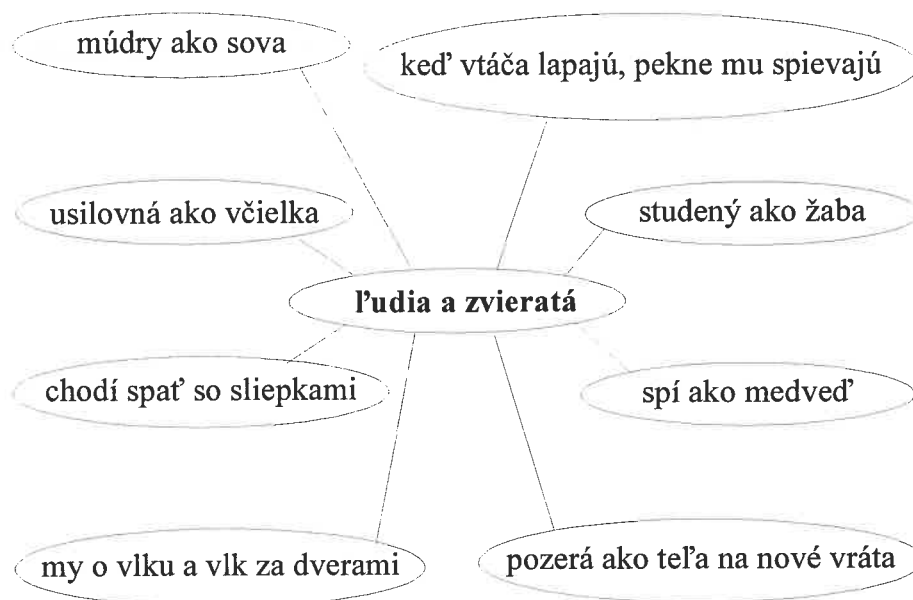 múdry ako sova
keď vtáča lapajú, pekne mu spievajú
usilovná ako včielka
studený ako žaba
ľudia a zvieratá
chodí spať so sliepkami
spí ako medveď
my o vlku a vlk za dverami
pozerá ako teľa na nové vráta